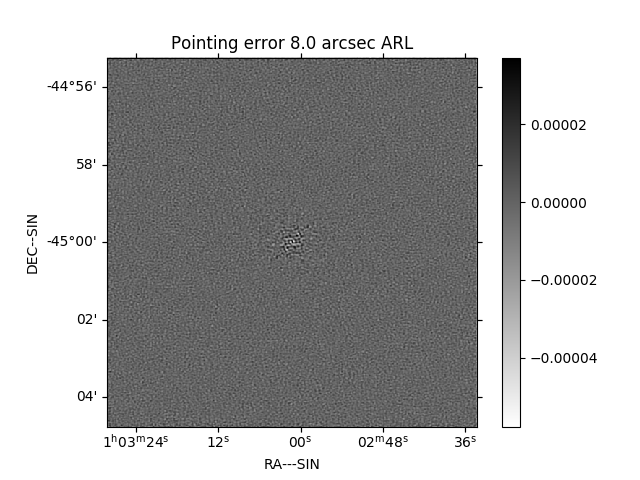 Pointing error 8.0 arcsec ARL
-44°56'
58'
-45°00'
02'
04'
1ʰ03ᵐ24ˢ 12ˢ 00ˢ 02ᵐ48ˢ 36ˢ
RA---SIN
DEC--SIN
0.00002
0.00000
−0.00002
−0.00004